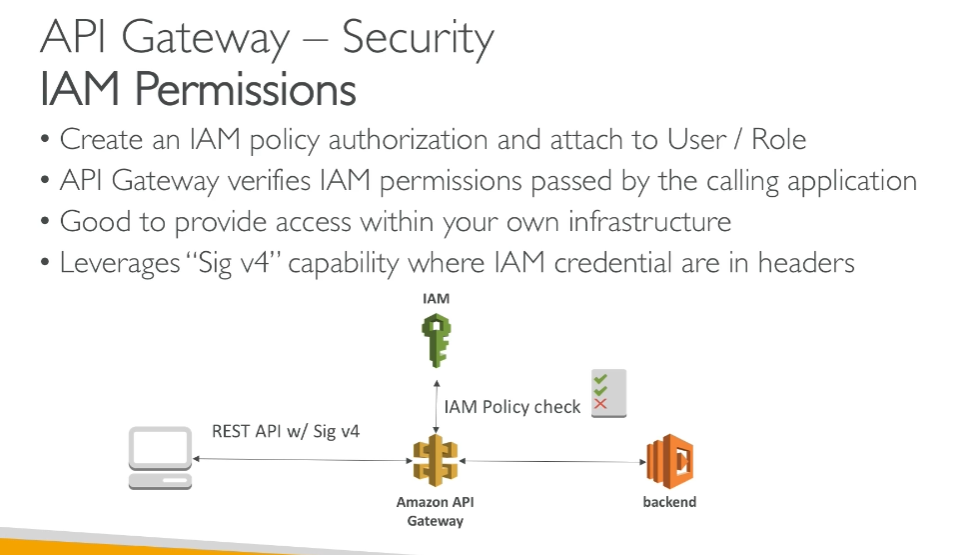 API Gateway – Security
IAM Permissions
• Create an IAM policy authorization and attach to User / Role
• API Gateway verifies IAM permissions passed by the calling application
• Good to provide access within your own infrastructure
• Leverages “Sig v4” capability where IAM credential are in headers
IAM
IAM Policy check
REST API w/ Sig v4
Amazon API
Gateway
backend